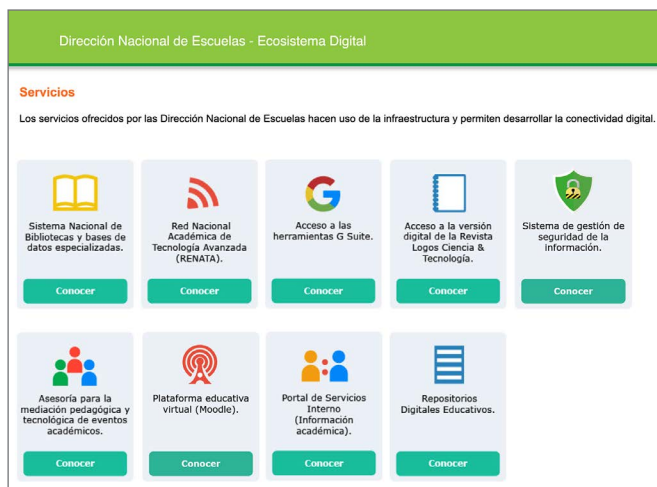 Dirección Nacional de Escuelas - Ecosistema Digital
Servicios
Los servicios ofrecidos por las Dirección Nacional de Escuelas hacen uso de la infraestructura y permiten desarrollar la conectividad digital.
Sistema Nacional de
Bibliotecas y bases de
datos especializadas.
Conocer
Red Nacional
Académica de
Tecnología Avanzada
(RENATA).
Conocer
Acceso a las
herramientas G Suite.
Conocer
Acceso a la versión
digital de la Revista
Logos Ciencia &
Tecnología.
Conocer
Sistema de gestión de
seguridad de la
información.
Conocer
Asesoría para la
mediación pedagógica y
tecnológica de eventos
académicos.
Conocer
Plataforma educativa
virtual (Moodle).
Conocer
Portal de Servicios
Interno
(Información
académica).
Conocer
Repositorios
Digitales Educativos.
Conocer